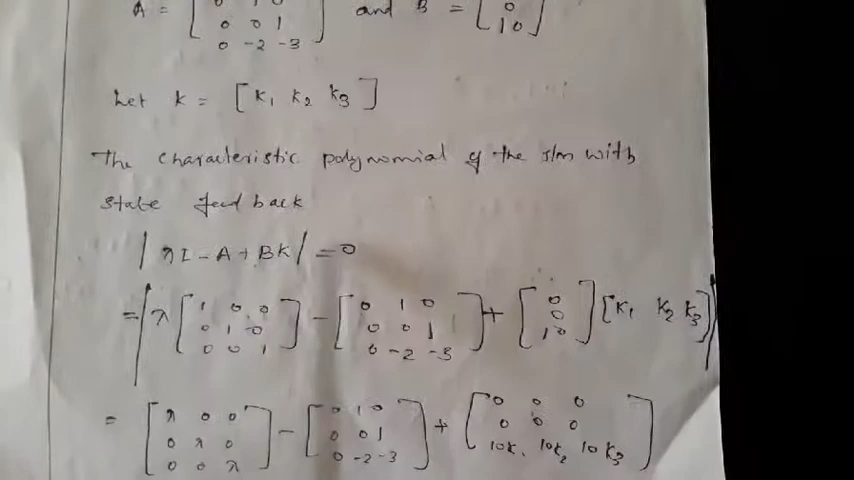 A = [ 0 1 0 and B = [ 0
0 0 1
0 -2 -3 ] 10 ]
Let K = [ K1 K2 K3 ]
The characteristic polynomial of the s/m with
state feed back
| λI - A + BK | = 0
= | λ [ 1 0 0 ] - [ 0 1 0 ] + [ 0 ] [K1 K2 K3] |
0 1 0 0 0 1 0
0 0 1 0 -2 -3 10
= [ λ 0 0 ] - [ 0 1 0 ] + [ 0 0 0 ]
0 λ 0 0 0 1 0 0 0
0 0 λ 0 -2 -3 10K1 10K2 10K3